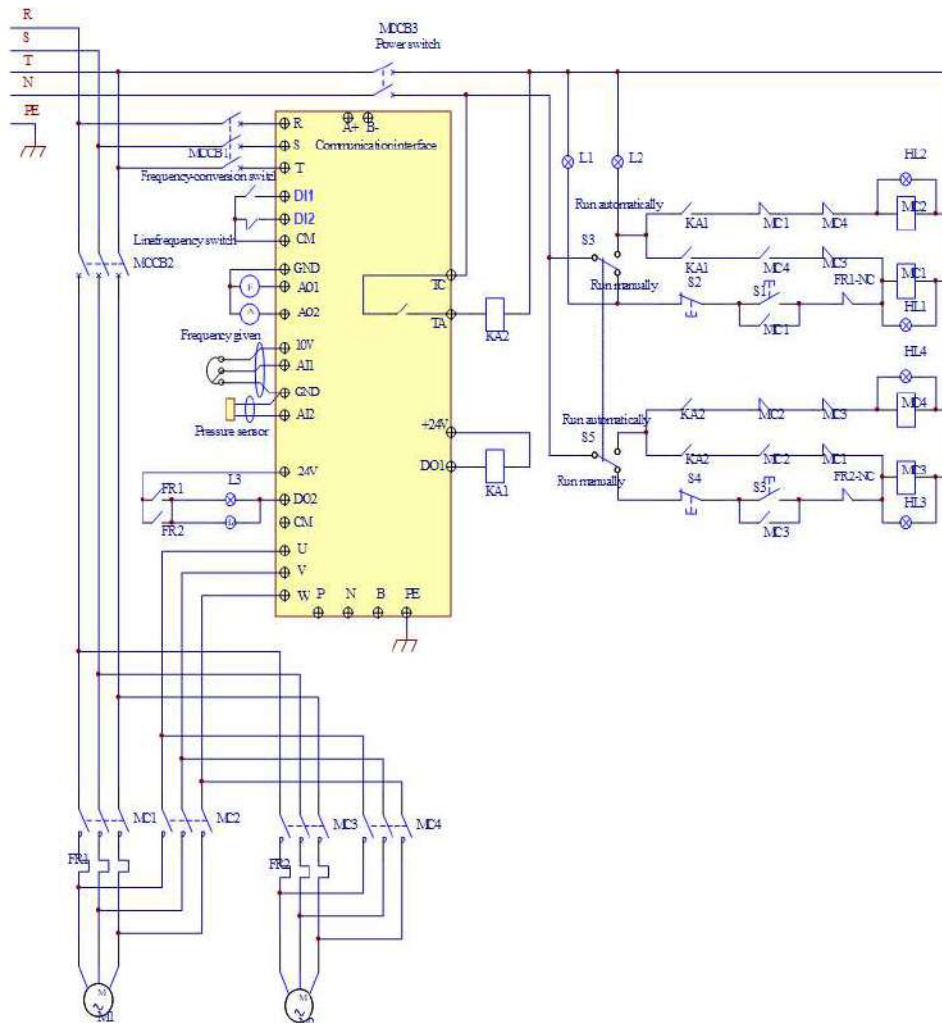 R
S
T
N
PE
MCCB3
Power switch
R
S
T
A+ B-
Communication interface
MCCB1
Frequency-conversion switch
DI1
DI2
CM
Line frequency switch
MCCB2
GND
AO1
AO2
Frequency given
10V
AI1
GND
AI2
Pressure sensor
TC
TA
KA2
+24V
DO1
KA1
24V
DO2
CM
FR1
FR2
L3
U
V
W
P N B PE
L1
L2
HL2
Run automatically
KA1
MC1
MC4
MC2
S3
KA1
MC4
MC3
MC1
Run manually
S2
S1
FR1-NC
MC1
HL1
HL4
Run automatically
KA2
MC2
MC3
MC4
S5
KA2
MC2
MC1
MC3
Run manually
S4
S3
FR2-NC
MC3
HL3
MC1
MC2
MC3
MC4
FR1
FR2
M
M1
M